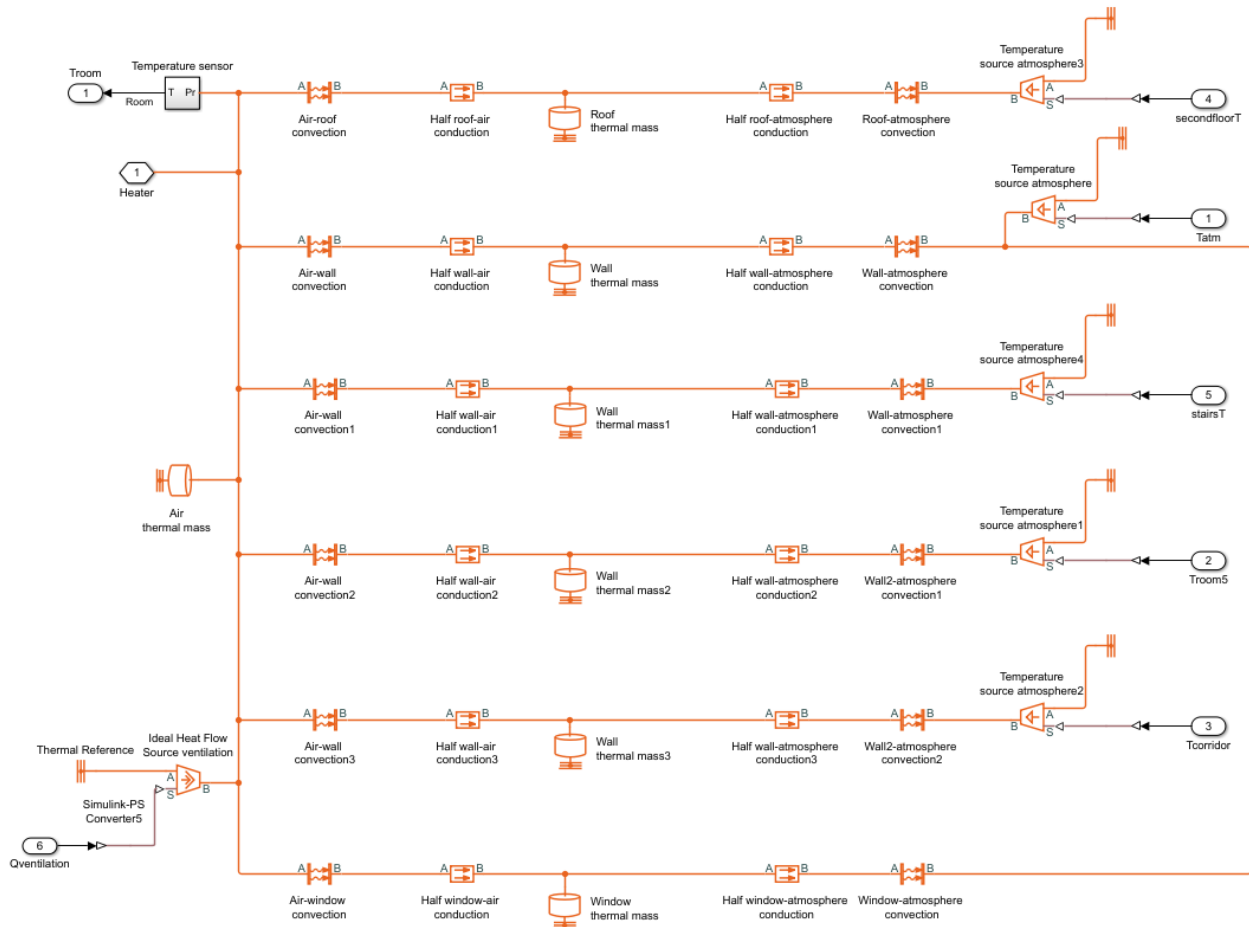 Temperature
source atmosphere3
Troom
Temperature sensor
1
T Pr
Room
A B
A B
A B
A B
B A
S
4
secondfloorT
Air-roof
convection
Half roof-air
conduction
Roof
thermal mass
Half roof-atmosphere
conduction
Roof-atmosphere
convection
1
Heater
Temperature
source atmosphere
B A
S
1
Tatm
A B
A B
A B
A B
Air-wall
convection
Half wall-air
conduction
Wall
thermal mass
Half wall-atmosphere
conduction
Wall-atmosphere
convection
Temperature
source atmosphere4
A B
A B
A B
A B
B A
S
5
stairsT
Air-wall
convection1
Half wall-air
conduction1
Wall
thermal mass1
Half wall-atmosphere
conduction1
Wall-atmosphere
convection1
Air
thermal mass
Temperature
source atmosphere1
A B
A B
A B
A B
B A
S
2
Troom5
Air-wall
convection2
Half wall-air
conduction2
Wall
thermal mass2
Half wall-atmosphere
conduction2
Wall2-atmosphere
convection1
Temperature
source atmosphere2
A B
A B
A B
A B
B A
S
3
Tcorridor
Air-wall
convection3
Half wall-air
conduction3
Wall
thermal mass3
Half wall-atmosphere
conduction3
Wall2-atmosphere
convection2
Thermal Reference
Ideal Heat Flow
Source ventilation
A
S B
Simulink-PS
Converter5
6
Qventilation
A B
A B
A B
A B
Air-window
convection
Half window-air
conduction
Window
thermal mass
Half window-atmosphere
conduction
Window-atmosphere
convection